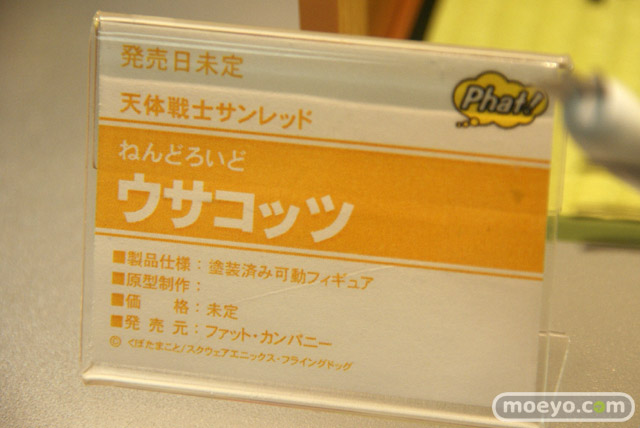 発売日未定
Phat!
天体戦士サンレッド
ねんどろいど
ウサコッツ
■製品仕様：塗装済み可動フィギュア
■原型制作：
■価　　格：未定
■発　売　元：ファット・カンパニー
©くぼたまこと/スクウェアエニックス・フライングドッグ
moeyo.com